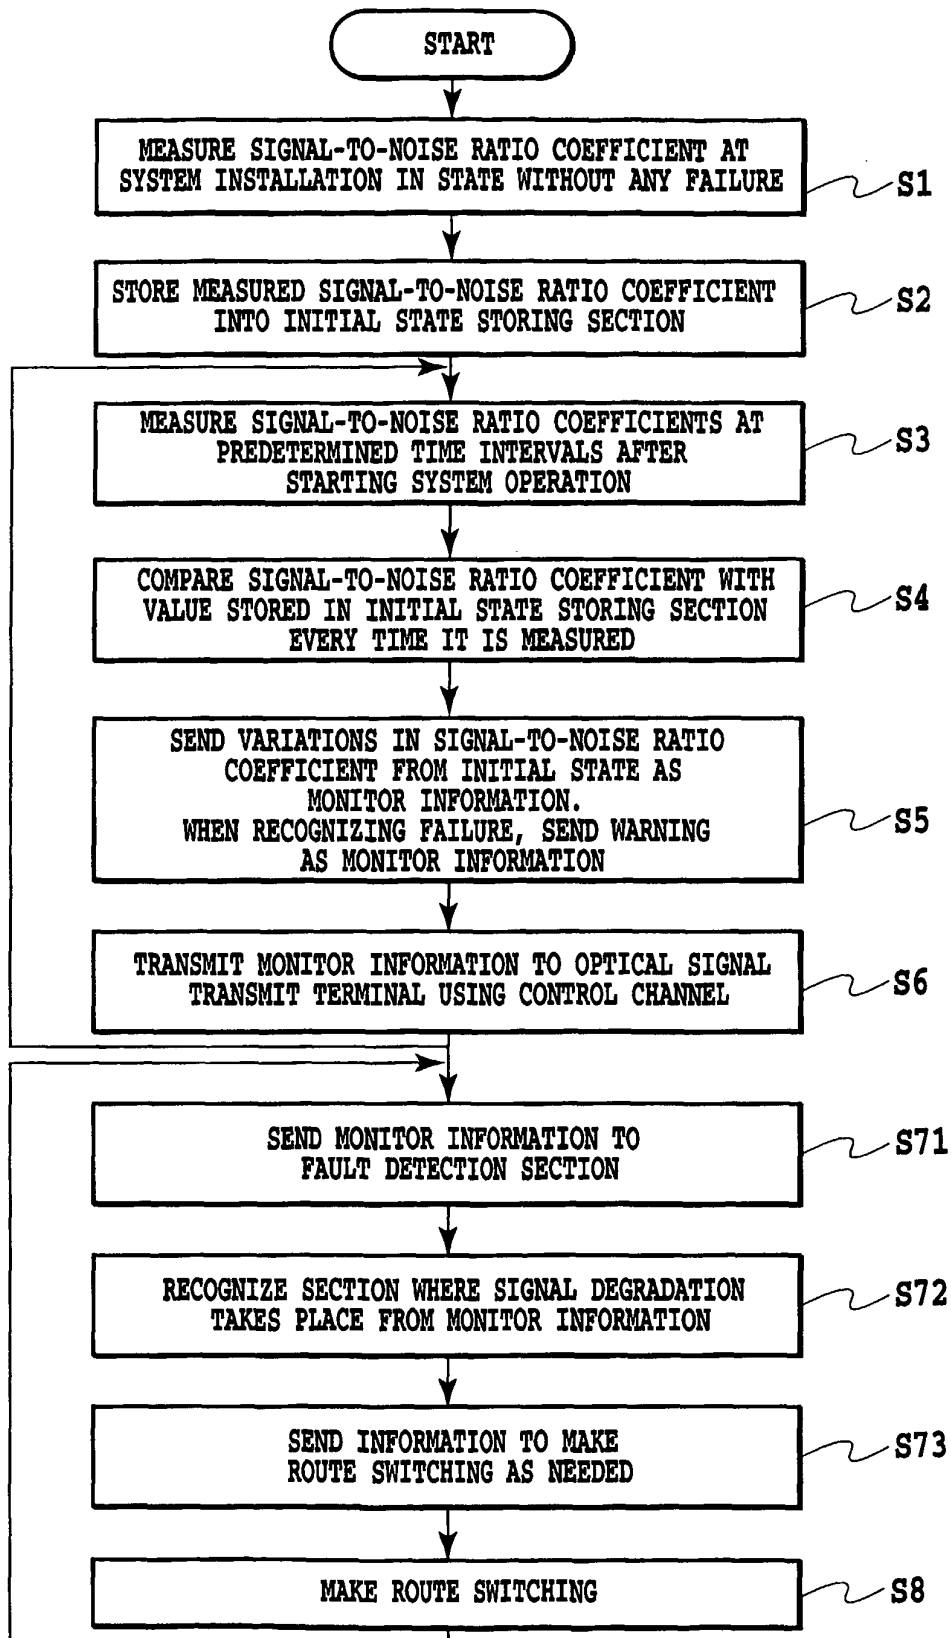 START
MEASURE SIGNAL-TO-NOISE RATIO COEFFICIENT AT
SYSTEM INSTALLATION IN STATE WITHOUT ANY FAILURE
S1
STORE MEASURED SIGNAL-TO-NOISE RATIO COEFFICIENT
INTO INITIAL STATE STORING SECTION
S2
MEASURE SIGNAL-TO-NOISE RATIO COEFFICIENTS AT
PREDETERMINED TIME INTERVALS AFTER
STARTING SYSTEM OPERATION
S3
COMPARE SIGNAL-TO-NOISE RATIO COEFFICIENT WITH
VALUE STORED IN INITIAL STATE STORING SECTION
EVERY TIME IT IS MEASURED
S4
SEND VARIATIONS IN SIGNAL-TO-NOISE RATIO
COEFFICIENT FROM INITIAL STATE AS
MONITOR INFORMATION.
WHEN RECOGNIZING FAILURE, SEND WARNING
AS MONITOR INFORMATION
S5
TRANSMIT MONITOR INFORMATION TO OPTICAL SIGNAL
TRANSMIT TERMINAL USING CONTROL CHANNEL
S6
SEND MONITOR INFORMATION TO
FAULT DETECTION SECTION
S71
RECOGNIZE SECTION WHERE SIGNAL DEGRADATION
TAKES PLACE FROM MONITOR INFORMATION
S72
SEND INFORMATION TO MAKE
ROUTE SWITCHING AS NEEDED
S73
MAKE ROUTE SWITCHING
S8